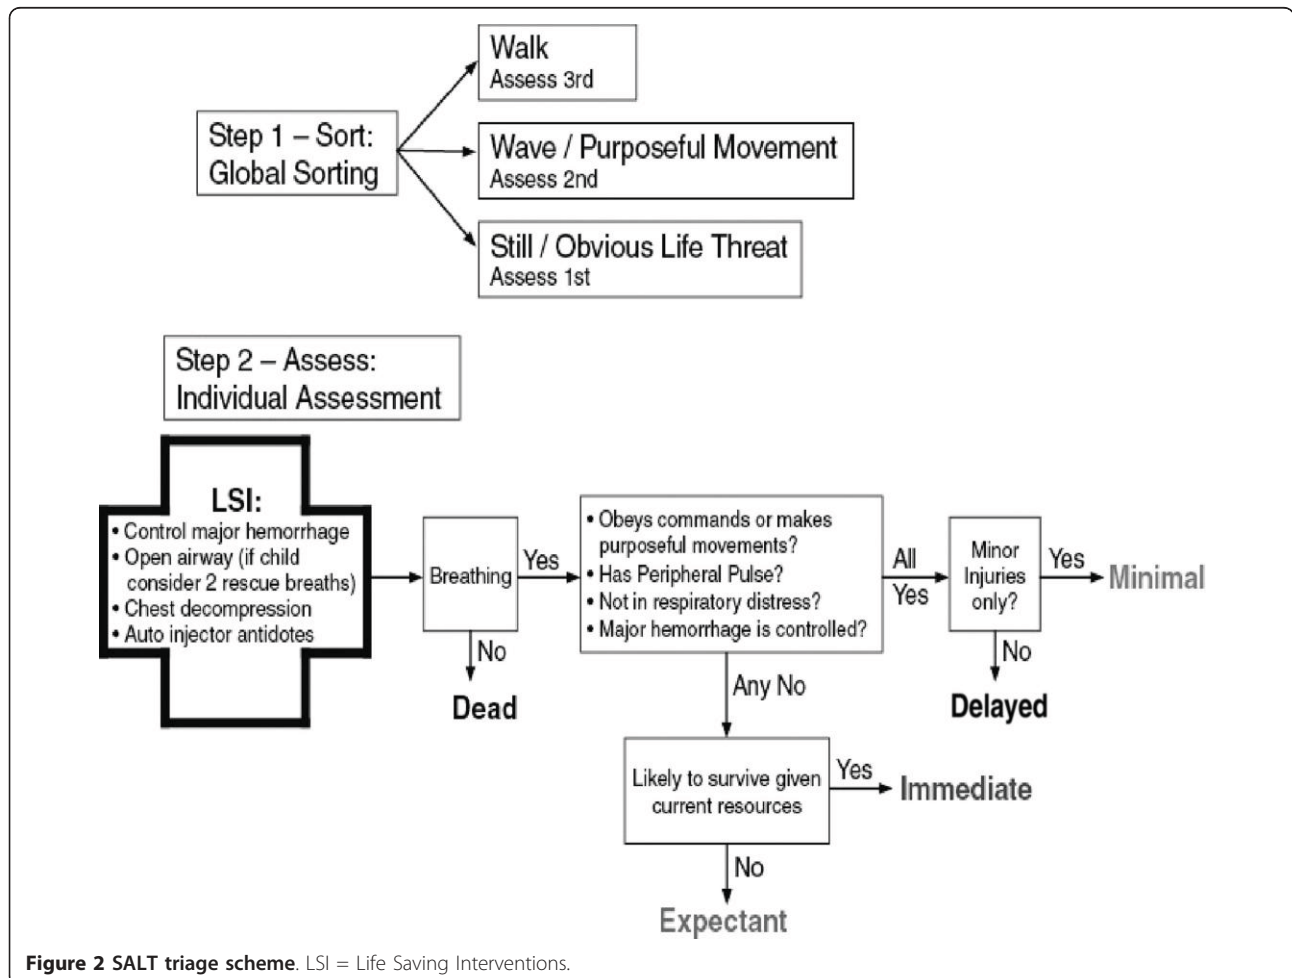 Step 1 – Sort:
Global Sorting
Walk
Assess 3rd
Wave / Purposeful Movement
Assess 2nd
Still / Obvious Life Threat
Assess 1st
Step 2 – Assess:
Individual Assessment
LSI:
• Control major hemorrhage
• Open airway (if child
consider 2 rescue breaths)
• Chest decompression
• Auto injector antidotes
Breathing
Yes
No
Dead
• Obeys commands or makes
purposeful movements?
• Has Peripheral Pulse?
• Not in respiratory distress?
• Major hemorrhage is controlled?
All
Yes
Minor
Injuries
only?
Yes
Minimal
No
Delayed
Any No
Likely to survive given
current resources
Yes
Immediate
No
Expectant
Figure 2 SALT triage scheme. LSI = Life Saving Interventions.